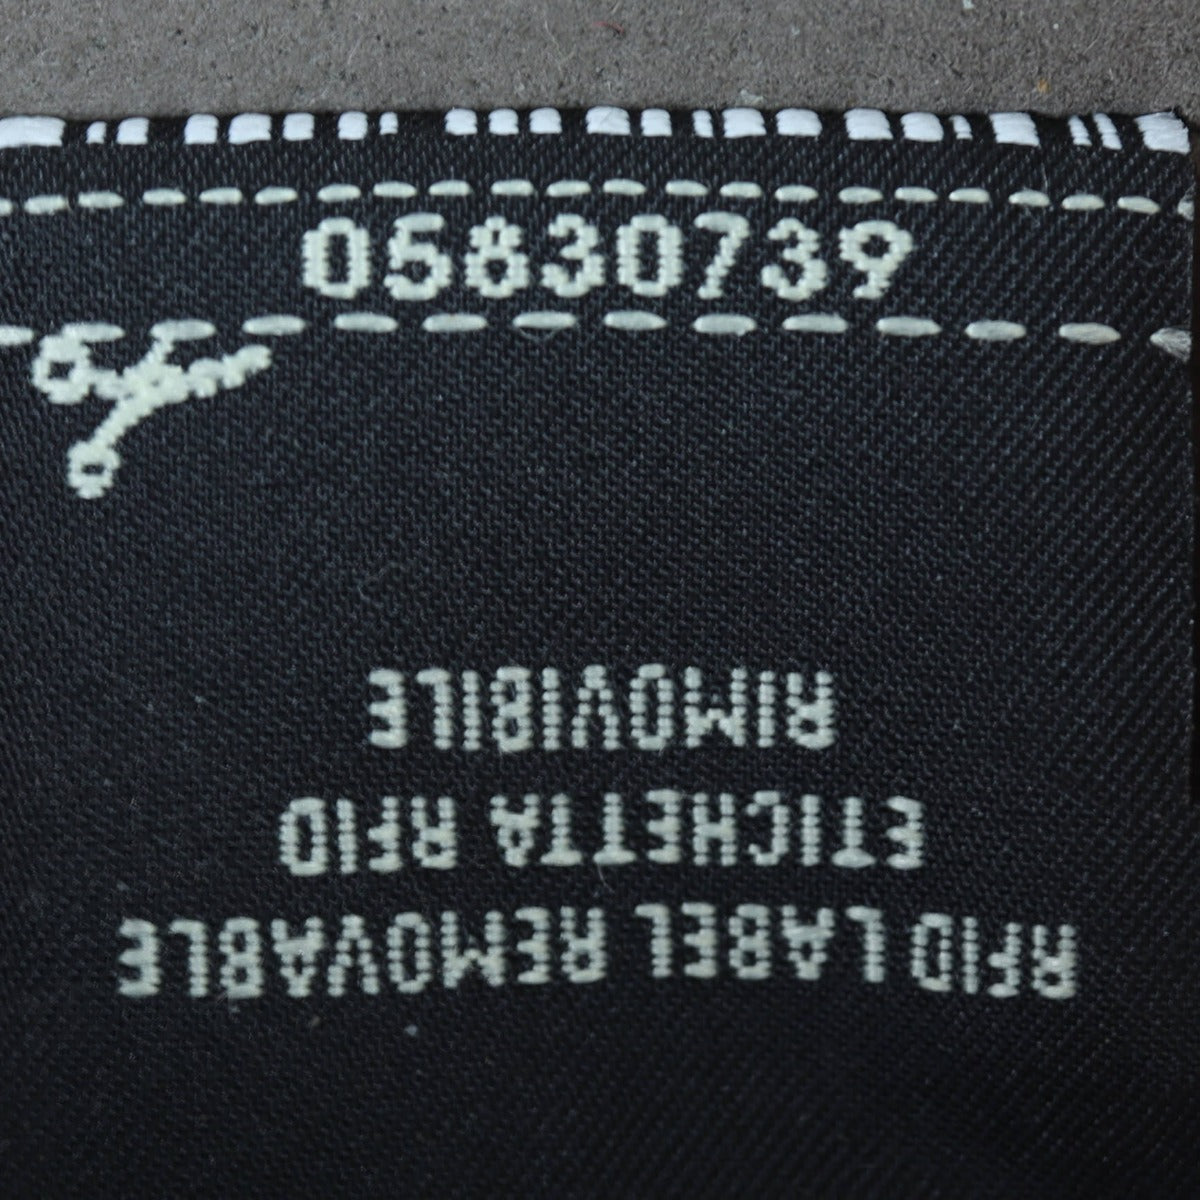 05830739
RFID LABEL REMOVABLE
ETICHETTA RFID
RIMOVIBILE